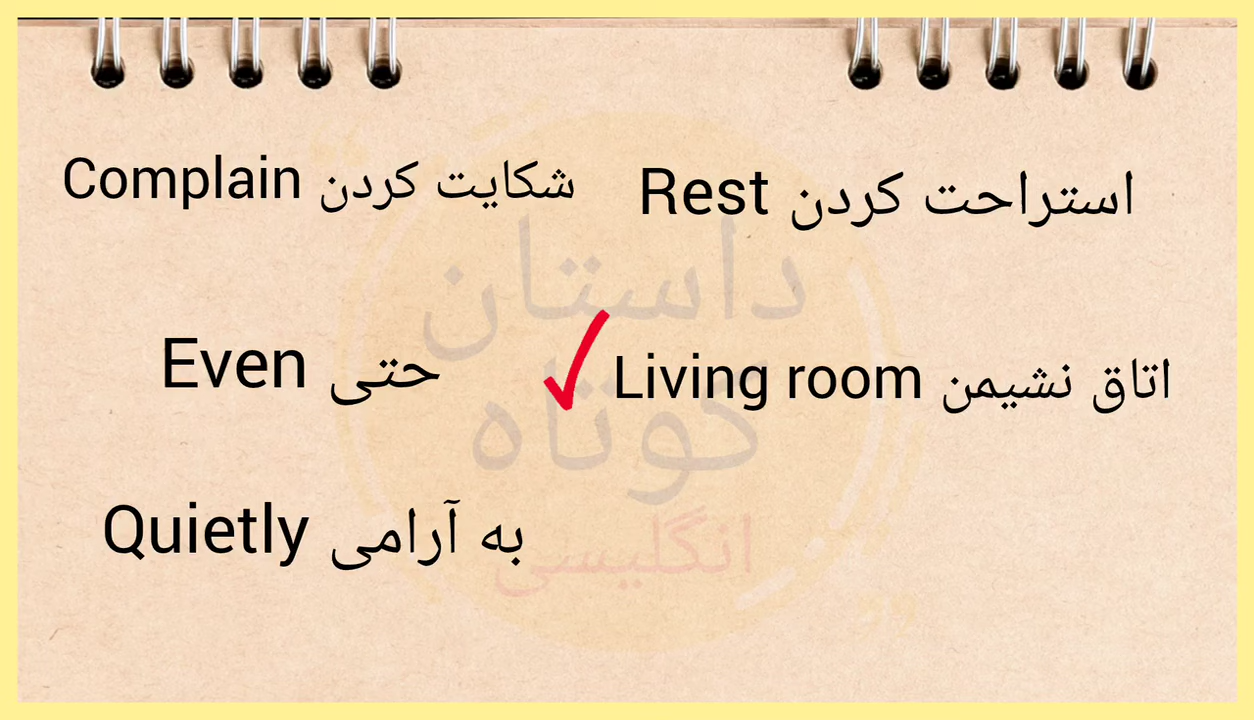 Complain شکایت کردن
Rest استراحت کردن
داستان
Even حتی
Living room اتاق نشیمن
کوتاه
Quietly به آرامی
انگلیسی